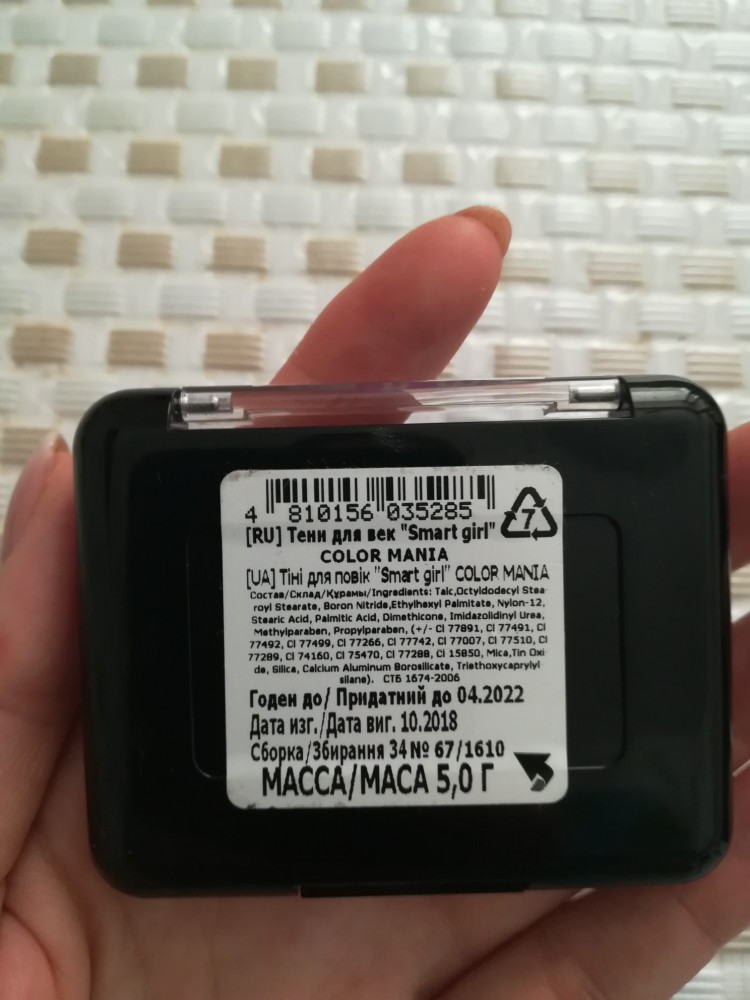 4 810156 035285
7
[RU] Тени для век "Smart girl"
COLOR MANIA
[UA] Тіні для повік "Smart girl" COLOR MANIA
Состав/Склад/Құрамы/Ingredients: Talc,Octyldodecyl Stea-
royl Stearate, Boron Nitride,Ethylhexyl Palmitate, Nylon-12,
Stearic Acid, Palmitic Acid, Dimethicone, Imidazolidinyl Urea,
Methylparaben, Propylparaben, (+/- CI 77891, CI 77491, CI
77492, CI 77499, CI 77266, CI 77742, CI 77007, CI 77510, CI
77289, CI 74160, CI 75470, CI 77288, CI 15850, Mica,Tin Oxi-
de, Silica, Calcium Aluminum Borosilicate, Triethoxycaprylyl-
silane). СТБ 1674-2006
Годен до/ Придатний до 04.2022
Дата изг./Дата виг. 10.2018
Сборка/Збирання 34 № 67/1610
МАССА/МАСА 5,0 Г